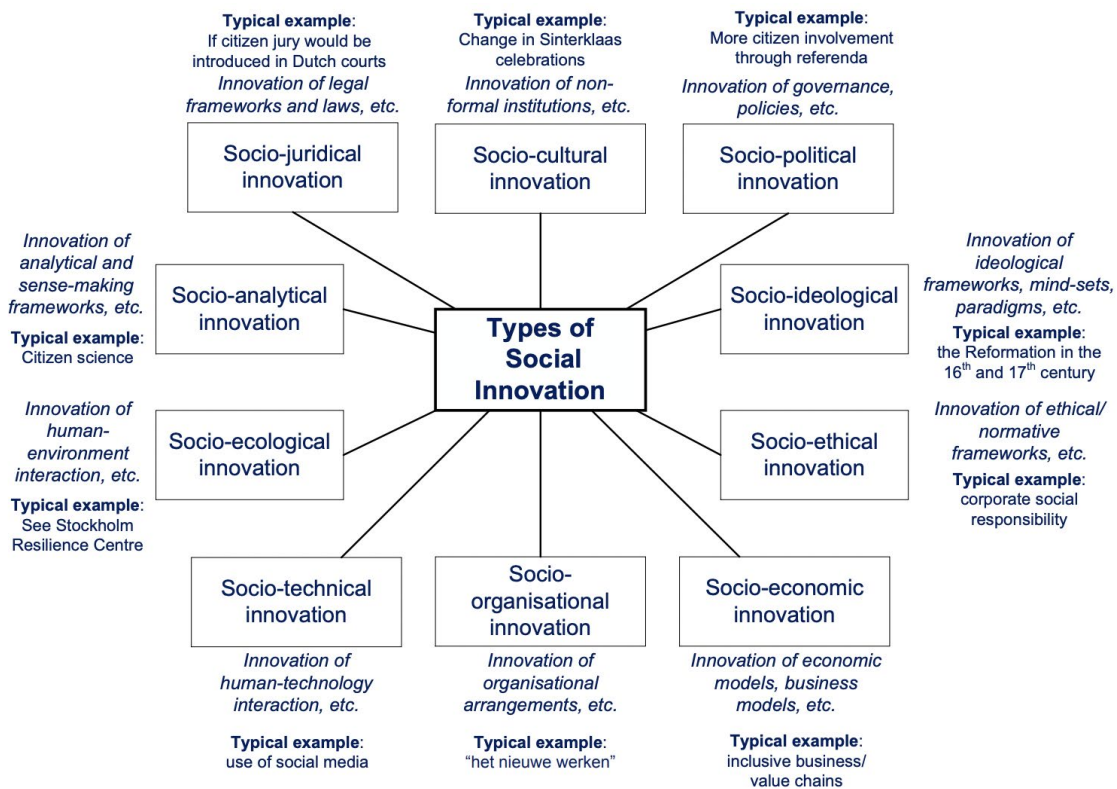 Typical example:
If citizen jury would be
introduced in Dutch courts
Innovation of legal
frameworks and laws, etc.
Socio-juridical
innovation
Typical example:
Change in Sinterklaas
celebrations
Innovation of non-
formal institutions, etc.
Socio-cultural
innovation
Typical example:
More citizen involvement
through referenda
Innovation of governance,
policies, etc.
Socio-political
innovation
Innovation of
analytical and
sense-making
frameworks, etc.
Typical example:
Citizen science
Socio-analytical
innovation
Types of
Social
Innovation
Socio-ideological
innovation
Innovation of
ideological
frameworks, mind-sets,
paradigms, etc.
Typical example:
the Reformation in the
16th and 17th century
Innovation of
human-
environment
interaction, etc.
Typical example:
See Stockholm
Resilience Centre
Socio-ecological
innovation
Socio-ethical
innovation
Innovation of ethical/
normative
frameworks, etc.
Typical example:
corporate social
responsibility
Socio-technical
innovation
Innovation of
human-technology
interaction, etc.
Typical example:
use of social media
Socio-
organisational
innovation
Innovation of
organisational
arrangements, etc.
Typical example:
“het nieuwe werken”
Socio-economic
innovation
Innovation of economic
models, business
models, etc.
Typical example:
inclusive business/
value chains